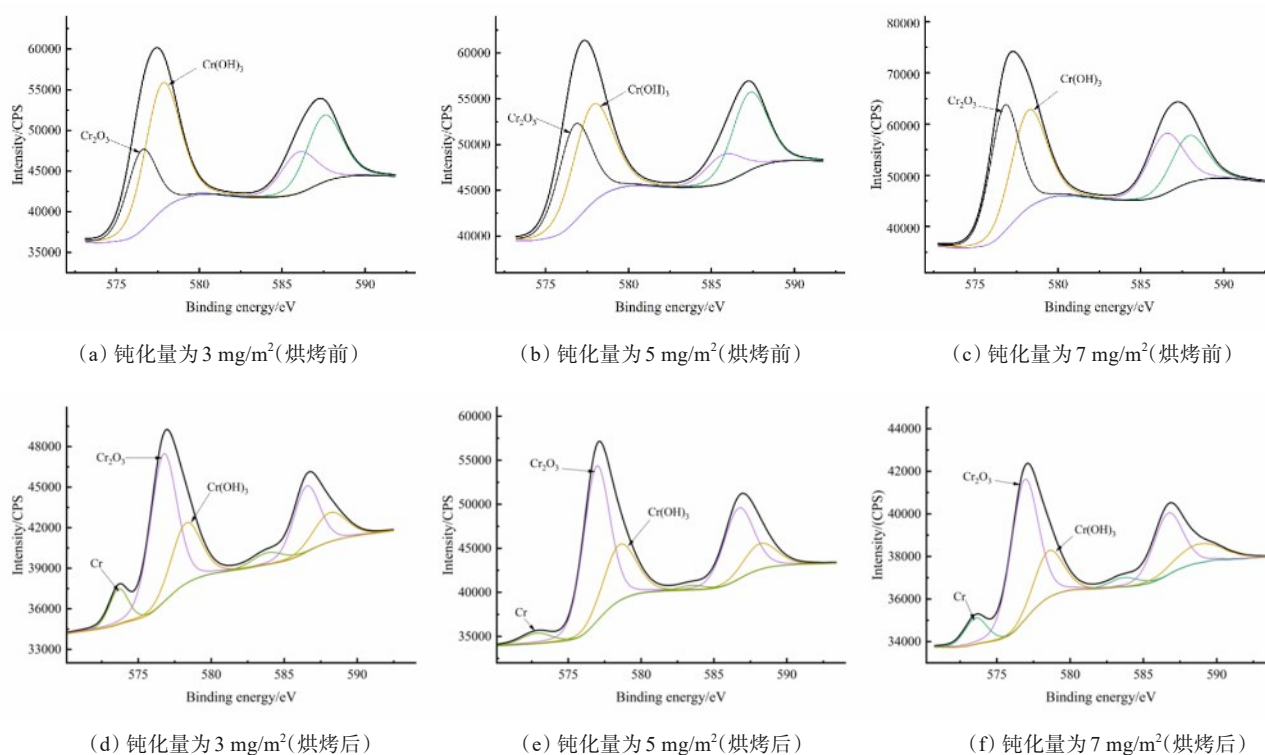 60000
55000
50000
45000
40000
35000
Intensity/CPS
Cr₂O₃
Cr(OH)₃
575 580 585 590
Binding energy/eV
(a) 钝化量为3 mg/m²(烘烤前)
60000
55000
50000
45000
40000
Intensity/CPS
Cr₂O₃
Cr(OH)₃
575 580 585 590
Binding energy/eV
(b) 钝化量为5 mg/m²(烘烤前)
80000
70000
60000
50000
40000
Intensity/(CPS)
Cr₂O₃
Cr(OH)₃
575 580 585 590
Binding energy/eV
(c) 钝化量为7 mg/m²(烘烤前)
48000
45000
42000
39000
36000
33000
Intensity/CPS
Cr₂O₃
Cr(OH)₃
Cr
575 580 585 590
Binding energy/eV
(d) 钝化量为3 mg/m²(烘烤后)
60000
55000
50000
45000
40000
35000
Intensity/CPS
Cr₂O₃
Cr(OH)₃
Cr
575 580 585 590
Binding energy/eV
(e) 钝化量为5 mg/m²(烘烤后)
44000
42000
40000
38000
36000
34000
Intensity/(CPS)
Cr₂O₃
Cr(OH)₃
Cr
575 580 585 590
Binding energy/eV
(f) 钝化量为7 mg/m²(烘烤后)